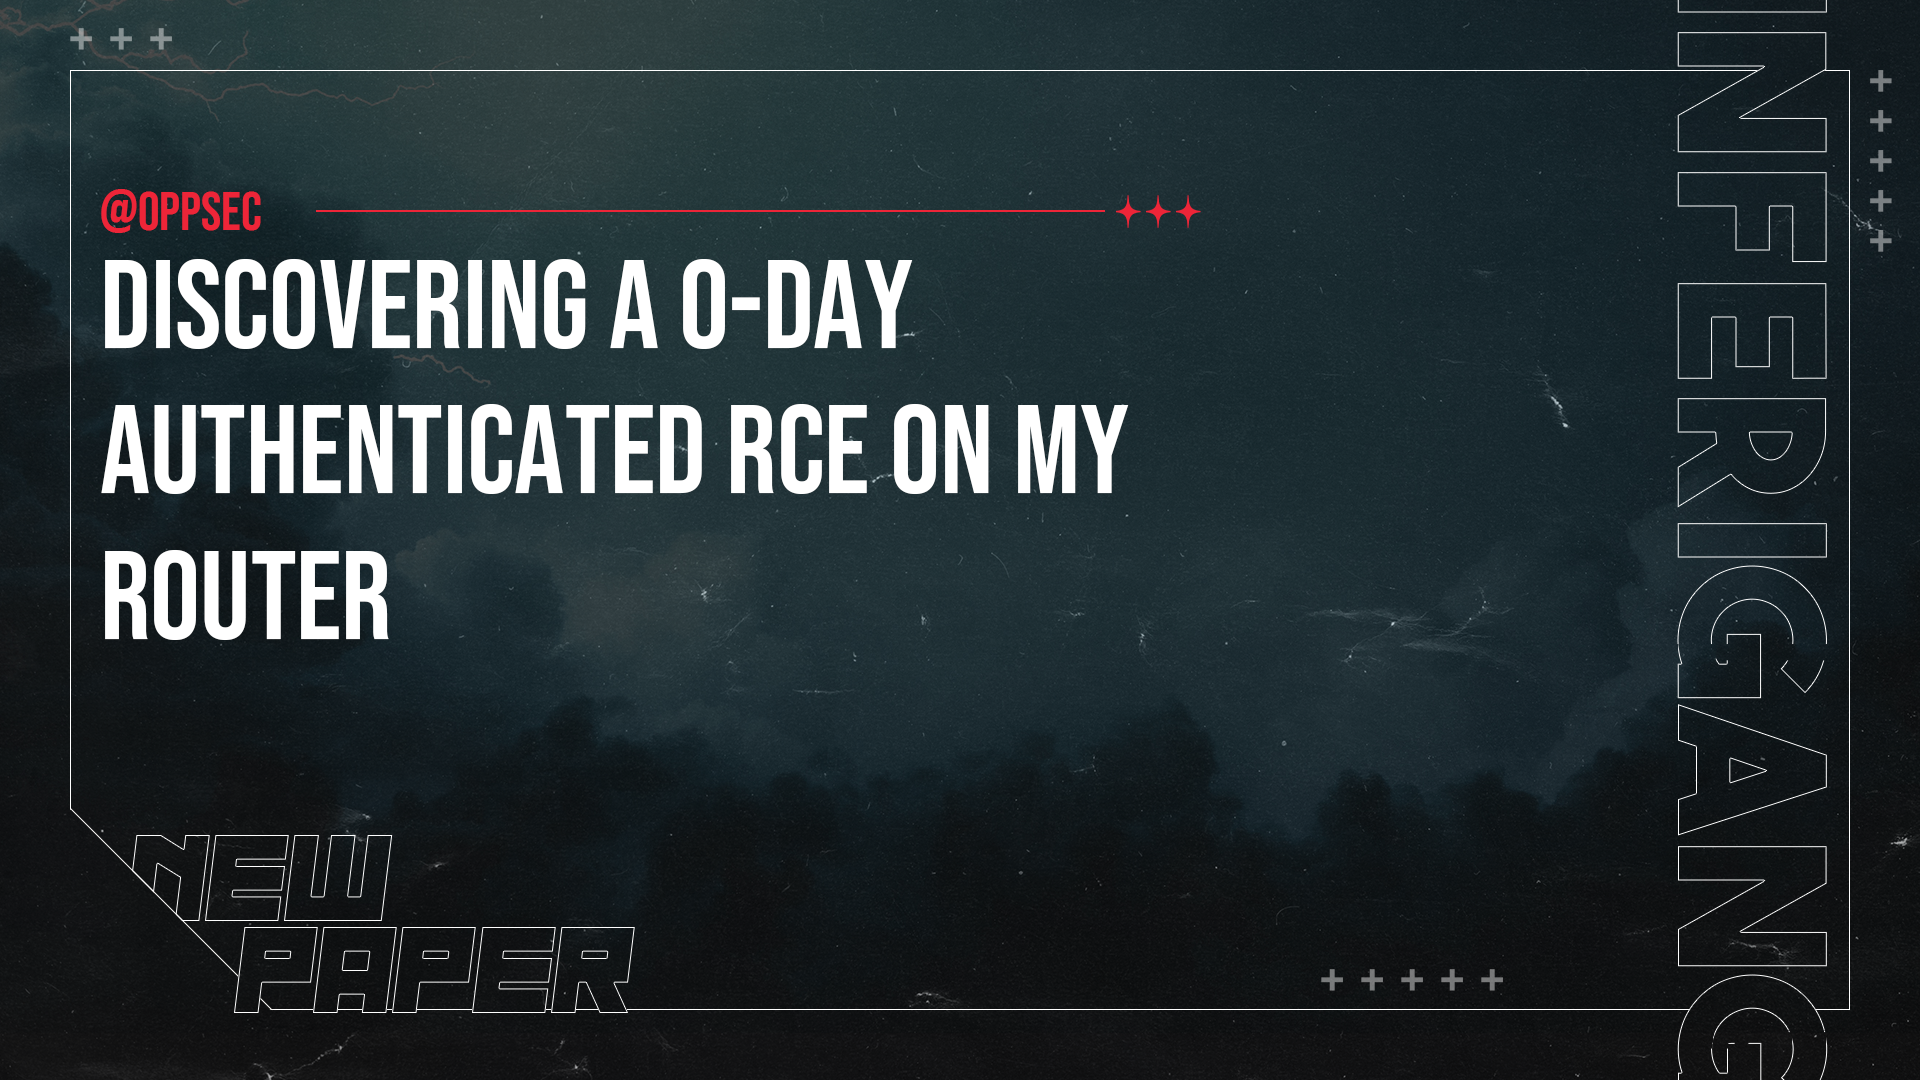 @OPPSEC
DISCOVERING A 0-DAY
AUTHENTICATED RCE ON MY
ROUTER
NEW
PAPER
INFERIGANG